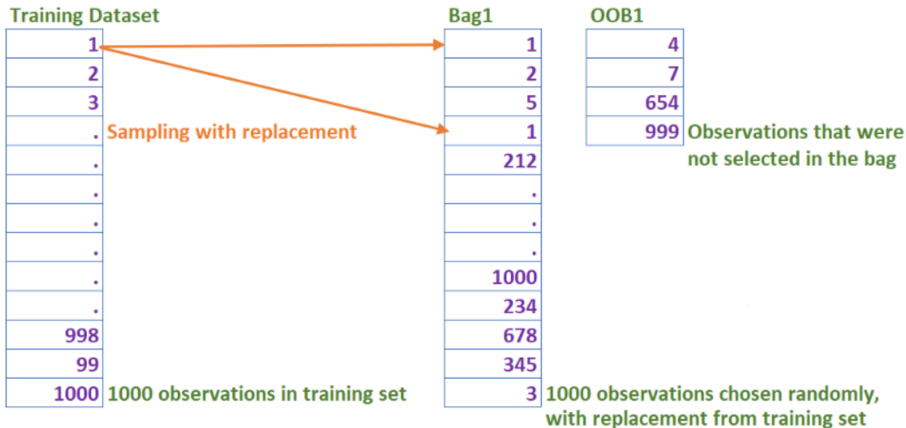 Training Dataset Bag1 OOB1
1 1 4
2 2 7
3 5 654
. Sampling with replacement 1 999 Observations that were
. 212 not selected in the bag
. .
. .
. .
. 1000
. 234
998 678
99 345
1000 1000 observations in training set 3 1000 observations chosen randomly,
with replacement from training set